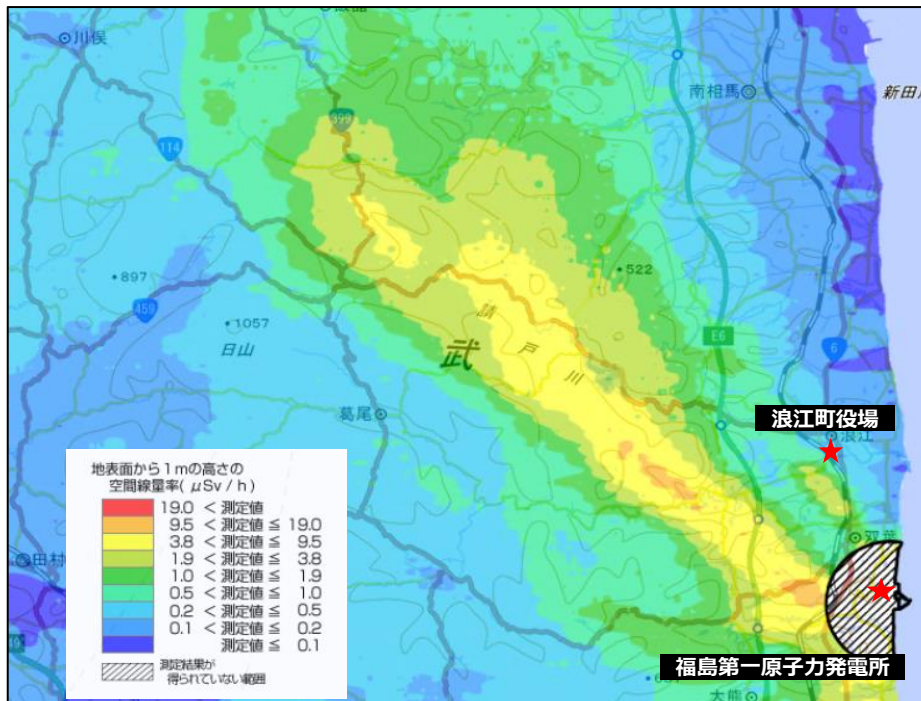 川俣
399
南相馬
新田川
114
897
522
459
1057
日山
武
請
戸
川
E6
6
葛尾
浪江町役場
浪江
地表面から1mの高さの
空間線量率(μSv/h)
19.0 < 測定値
9.5 < 測定値 ≦ 19.0
3.8 < 測定値 ≦ 9.5
1.9 < 測定値 ≦ 3.8
1.0 < 測定値 ≦ 1.9
0.5 < 測定値 ≦ 1.0
0.2 < 測定値 ≦ 0.5
0.1 < 測定値 ≦ 0.2
測定値 ≦ 0.1
測定結果が
得られていない範囲
田村
双葉
福島第一原子力発電所
大熊